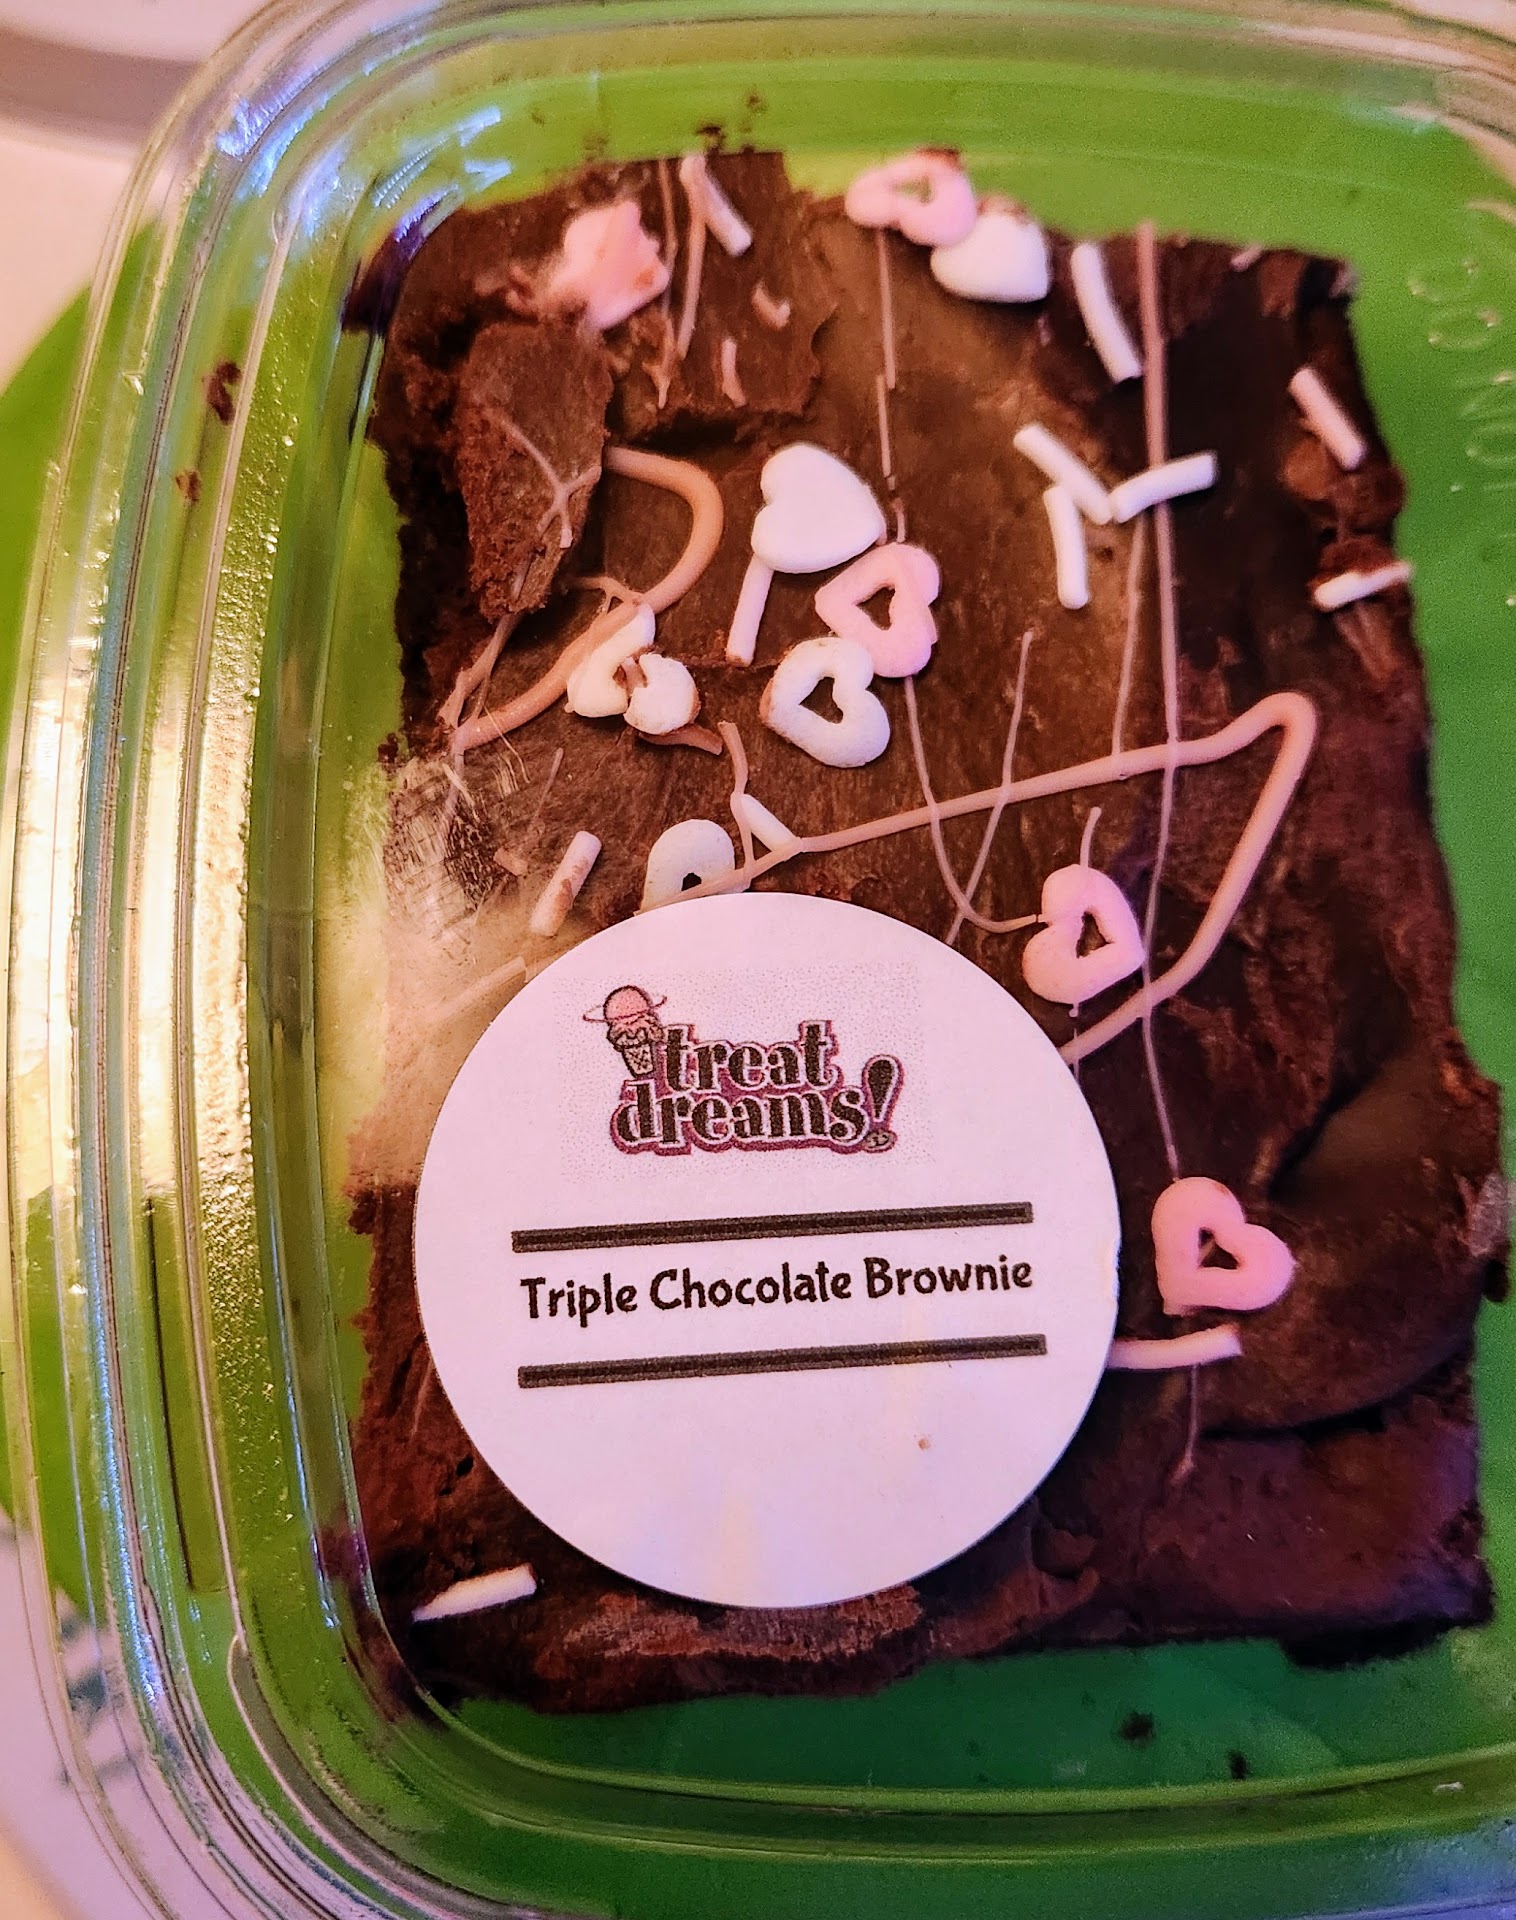 treat
dreams!
Triple Chocolate Brownie